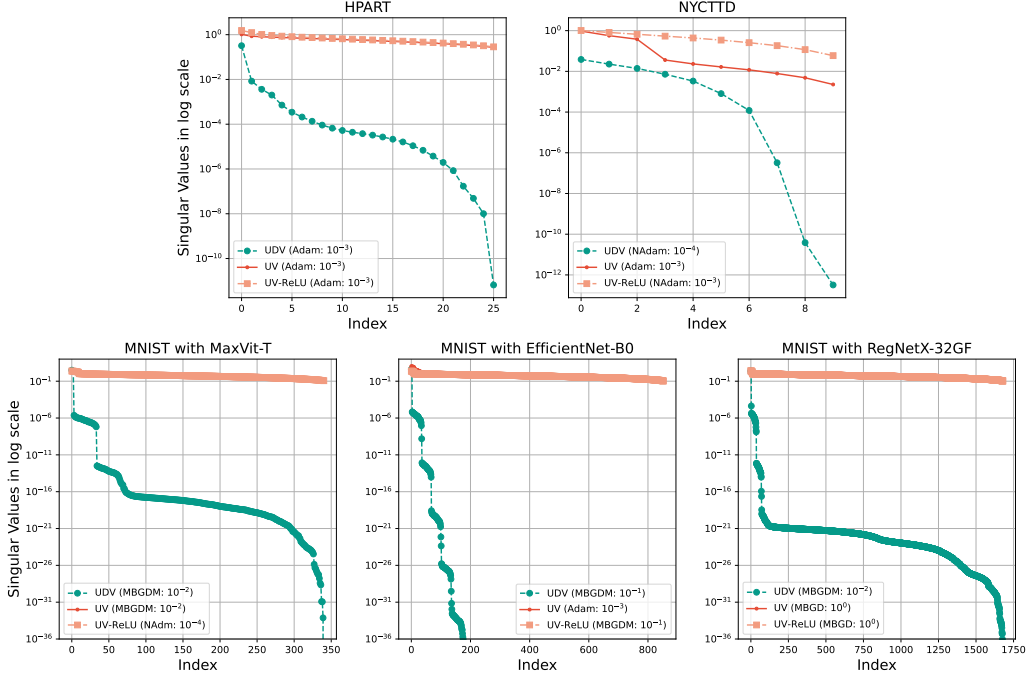 HPART
NYCTTD
Singular Values in log scale
10⁰
10⁻²
10⁻⁴
10⁻⁶
10⁻⁸
10⁻¹⁰
UDV (Adam: 10⁻³)
UV (Adam: 10⁻³)
UV-ReLU (Adam: 10⁻³)
0 5 10 15 20 25
Index
10⁰
10⁻²
10⁻⁴
10⁻⁶
10⁻⁸
10⁻¹⁰
10⁻¹²
UDV (NAdam: 10⁻⁴)
UV (Adam: 10⁻³)
UV-ReLU (NAdam: 10⁻³)
0 2 4 6 8
Index
MNIST with MaxVit-T
MNIST with EfficientNet-B0
MNIST with RegNetX-32GF
Singular Values in log scale
10⁻¹
10⁻⁶
10⁻¹¹
10⁻¹⁶
10⁻²¹
10⁻²⁶
10⁻³¹
10⁻³⁶
UDV (MBGDM: 10⁻²)
UV (MBGDM: 10⁻²)
UV-ReLU (NAdm: 10⁻⁴)
0 50 100 150 200 250 300 350
Index
10⁻¹
10⁻⁶
10⁻¹¹
10⁻¹⁶
10⁻²¹
10⁻²⁶
10⁻³¹
10⁻³⁶
UDV (MBGDM: 10⁻¹)
UV (Adam: 10⁻³)
UV-ReLU (MBGDM: 10⁻¹)
0 200 400 600 800
Index
10⁻¹
10⁻⁶
10⁻¹¹
10⁻¹⁶
10⁻²¹
10⁻²⁶
10⁻³¹
10⁻³⁶
UDV (MBGDM: 10⁻²)
UV (MBGD: 10⁰)
UV-ReLU (MBGD: 10⁰)
0 250 500 750 1000 1250 1500 1750
Index